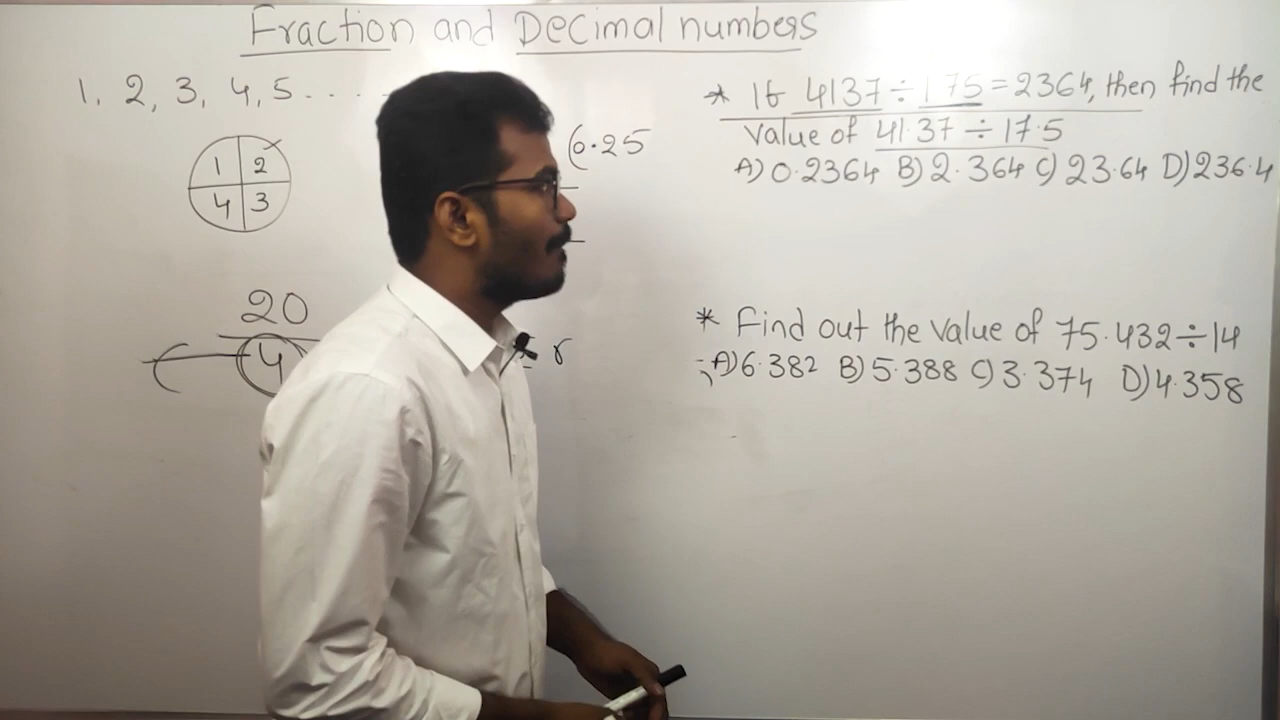 Fraction and Decimal numbers
1, 2, 3, 4, 5 . . . .
1 2
4 3
(0.25
20
4
r
* If 4137 ÷ 175 = 2364, then find the
value of 41.37 ÷ 17.5
A) 0.2364 B) 2.364 C) 23.64 D) 236.4
* Find out the value of 75.432 ÷ 14
A) 6.382 B) 5.388 C) 3.374 D) 4.358